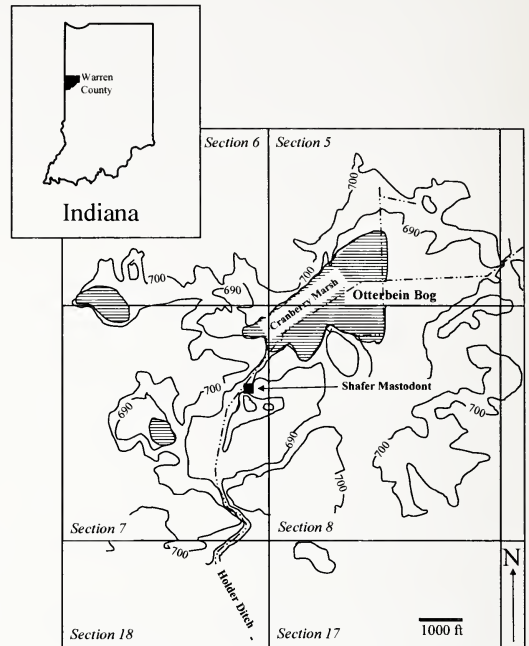 Warren
County
Indiana
Section 6
Section 5
700
690
700
700
690
Cranberry Marsh
Otterbein Bog
700
Shafer Mastodont
690
700
690
700
700
Section 7
Section 8
700
Holder Ditch
N
1000 ft
Section 18
Section 17